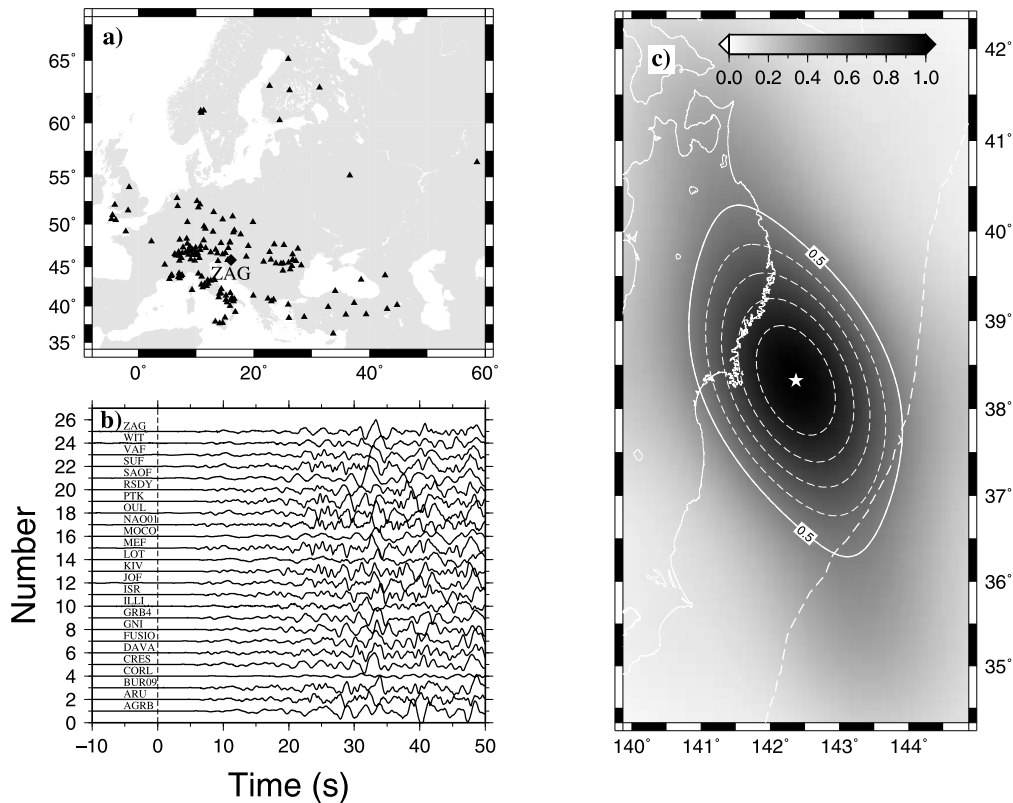 a)
65°
60°
55°
50°
45°
40°
35°
0°
20°
40°
60°
ZAG
b)
Number
26
24
22
20
18
16
14
12
10
8
6
4
2
0
ZAG
WIT
VAF
SUF
SAOF
RSDY
PTK
OUL
NAO01
MOCO
MEF
LOT
KIV
JOF
ISR
ILLI
GRB4
GNI
FUSIO
DAVA
CRES
CORL
BUR09
ARU
AGRB
−10
0
10
20
30
40
50
Time (s)
c)
0.0 0.2 0.4 0.6 0.8 1.0
0.5
0.5
42°
41°
40°
39°
38°
37°
36°
35°
140°
141°
142°
143°
144°